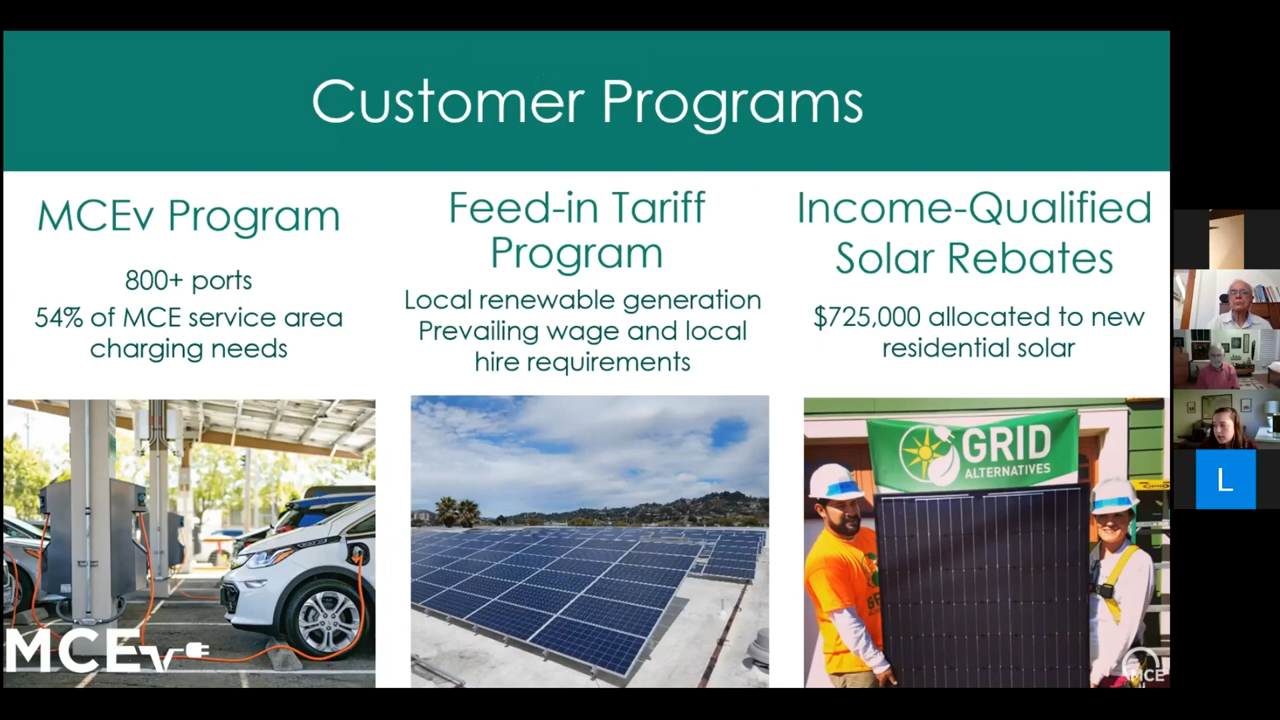 Customer Programs
MCEv Program
800+ ports
54% of MCE service area
charging needs
Feed-in Tariff
Program
Local renewable generation
Prevailing wage and local
hire requirements
Income-Qualified
Solar Rebates
$725,000 allocated to new
residential solar
MCEv
GRID
ALTERNATIVES
MCE
L